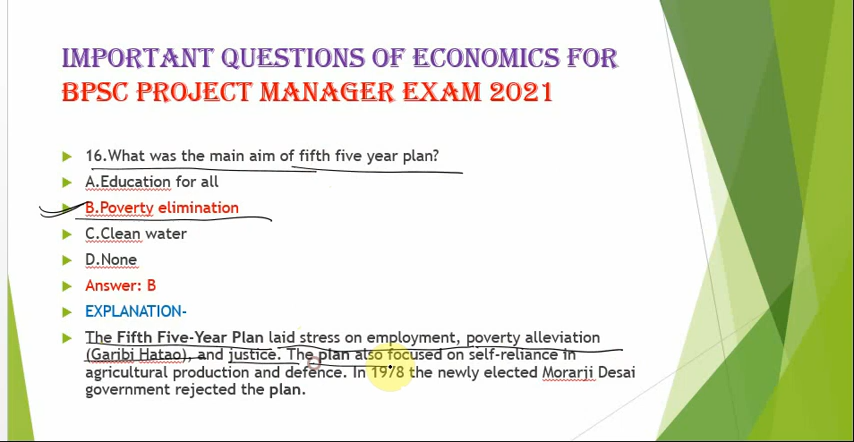 IMPORTANT QUESTIONS OF ECONOMICS FOR
BPSC PROJECT MANAGER EXAM 2021
16.What was the main aim of fifth five year plan?
A.Education for all
B.Poverty elimination
C.Clean water
D.None
Answer: B
EXPLANATION-
The Fifth Five-Year Plan laid stress on employment, poverty alleviation
(Garibi Hatao), and justice. The plan also focused on self-reliance in
agricultural production and defence. In 1978 the newly elected Morarji Desai
government rejected the plan.